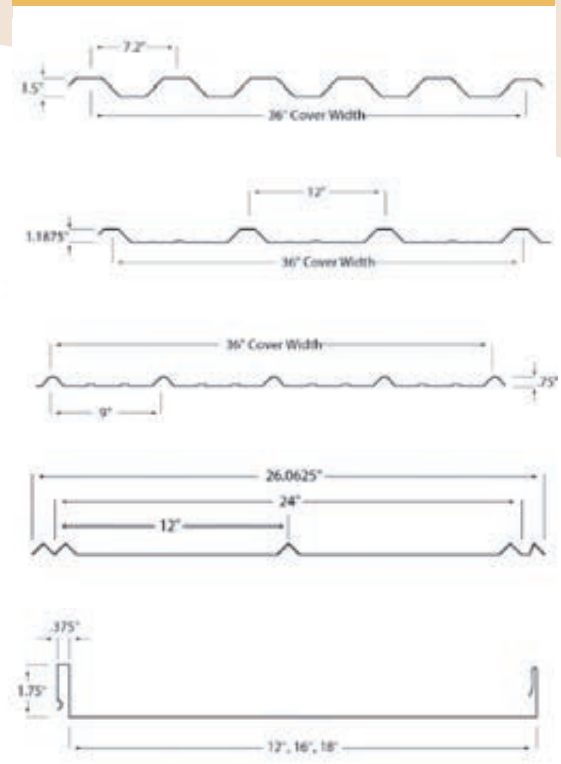 7.2"
1.5"
36" Cover Width
12"
1.1875"
36" Cover Width
36" Cover Width
.75"
9"
26.0625"
24"
12"
.375"
1.75"
12", 16", 18"